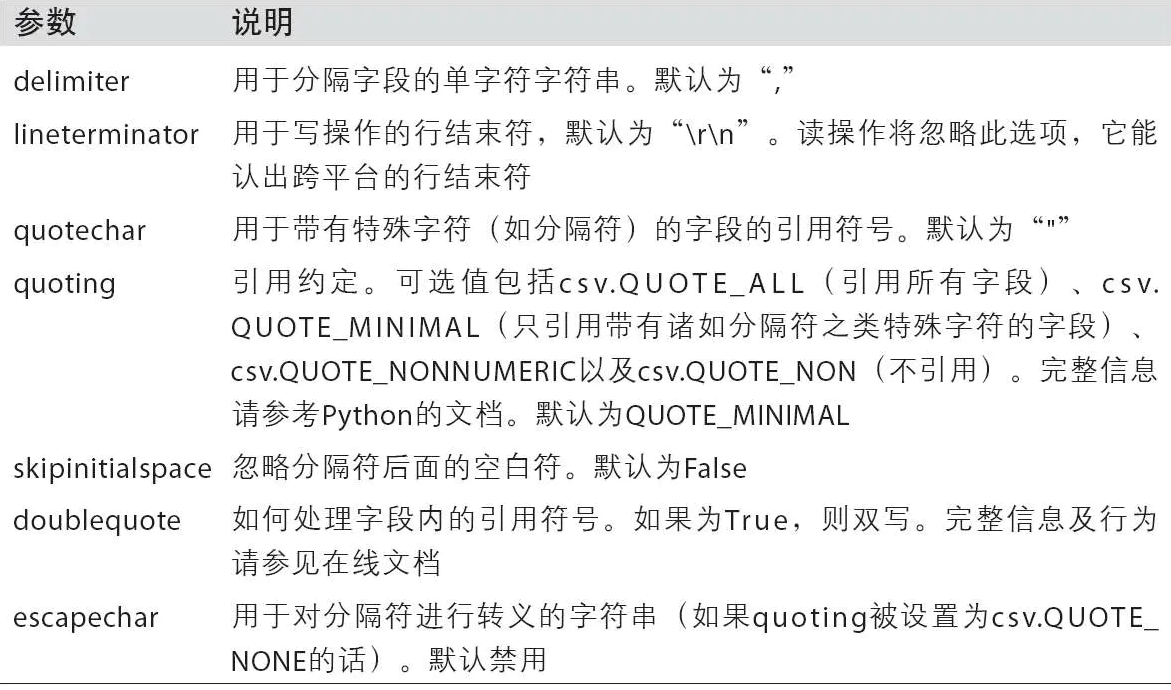 参数 说明
delimiter 用于分隔字段的单字符字符串。默认为“,”
lineterminator 用于写操作的行结束符，默认为“\r\n”。读操作将忽略此选项，它能
认出跨平台的行结束符
quotechar 用于带有特殊字符（如分隔符）的字段的引用符号。默认为“"”
quoting 引用约定。可选值包括csv.QUOTE_ALL（引用所有字段）、csv.
QUOTE_MINIMAL（只引用带有诸如分隔符之类特殊字符的字段）、
csv.QUOTE_NONNUMERIC以及csv.QUOTE_NON（不引用）。完整信息
请参考Python的文档。默认为QUOTE_MINIMAL
skipinitialspace 忽略分隔符后面的空白符。默认为False
doublequote 如何处理字段内的引用符号。如果为True，则双写。完整信息及行为
请参见在线文档
escapechar 用于对分隔符进行转义的字符串（如果quoting被设置为csv.QUOTE_
NONE的话）。默认禁用